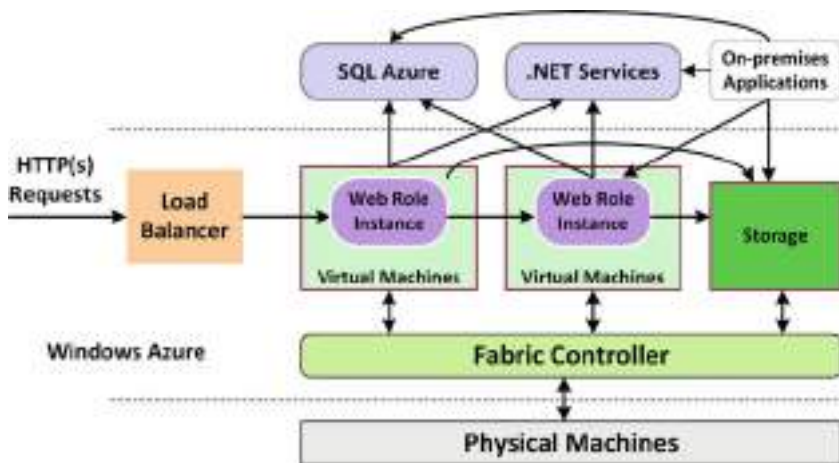 SQL Azure
.NET Services
On-premises
Applications
HTTP(s)
Requests
Load
Balancer
Web Role
Instance
Virtual Machines
Web Role
Instance
Virtual Machines
Storage
Windows Azure
Fabric Controller
Physical Machines